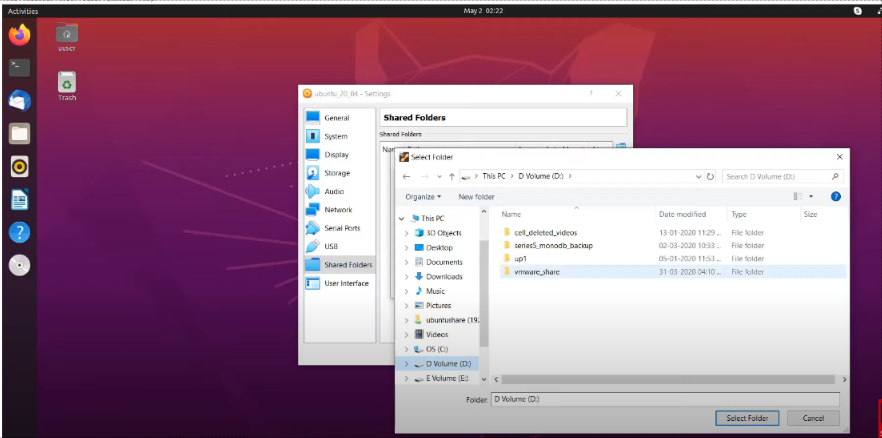 Activities
May 2 02:22
Trash
ubuntu_20_04 - Settings
?
General
System
Display
Storage
Audio
Network
Serial Ports
USB
Shared Folders
User Interface
Shared Folders
Shared Folders
Select Folder
This PC > D Volume (D:) >
Search D Volume (D:)
Organize
New folder
This PC
3D Objects
Desktop
Documents
Downloads
Music
Pictures
ubuntushare (192
Videos
OS (C:)
D Volume (D:)
E Volume (E:)
Name Date modified Type Size
cell_deleted_videos 13-01-2020 11:29 ... File folder
series5_monodb_backup 02-03-2020 10:33 ... File folder
up1 05-01-2020 11:53 ... File folder
vmware_share 31-03-2020 04:10 ... File folder
Folder: D Volume (D:)
Select Folder
Cancel